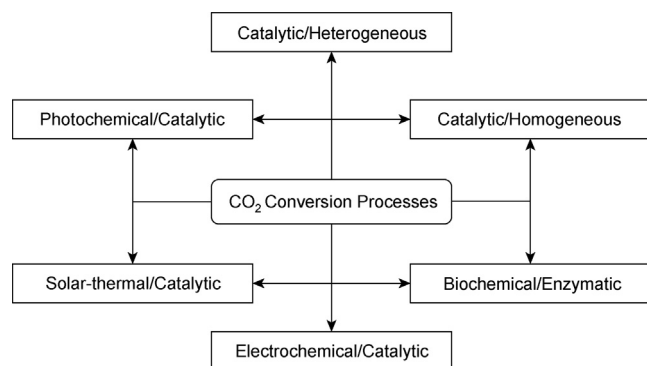 Catalytic/Heterogeneous
Photochemical/Catalytic
Catalytic/Homogeneous
CO₂ Conversion Processes
Solar-thermal/Catalytic
Biochemical/Enzymatic
Electrochemical/Catalytic